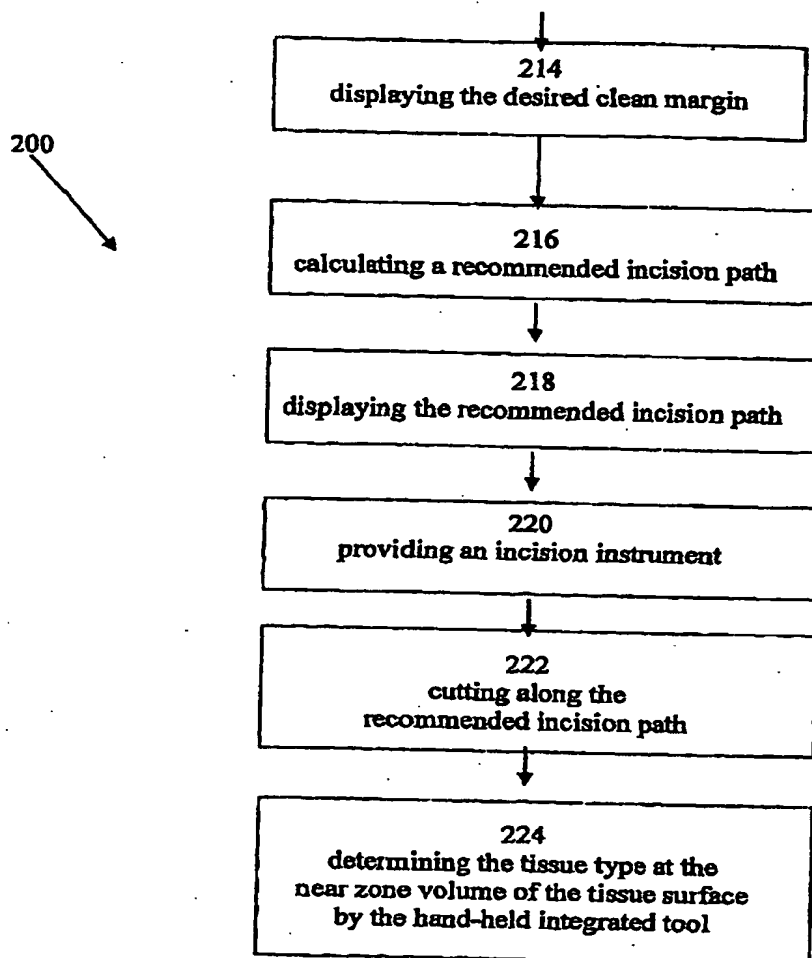 214
displaying the desired clean margin
200
216
calculating a recommended incision path
218
displaying the recommended incision path
220
providing an incision instrument
222
cutting along the
recommended incision path
224
determining the tissue type at the
near zone volume of the tissue surface
by the hand-held integrated tool